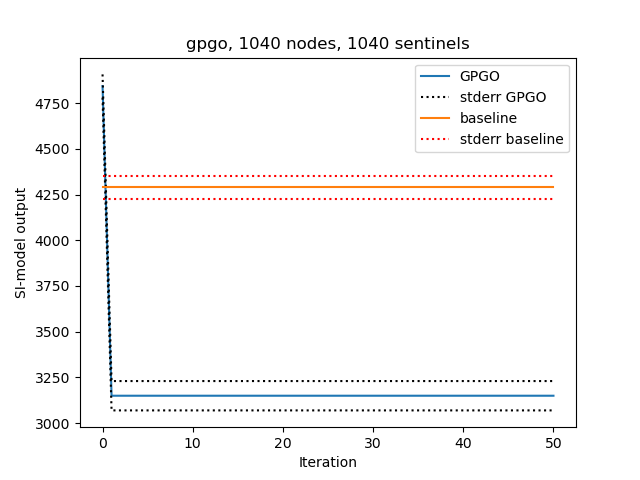 gpgo, 1040 nodes, 1040 sentinels
GPGO
stderr GPGO
baseline
stderr baseline
SI-model output
4750
4500
4250
4000
3750
3500
3250
3000
0 10 20 30 40 50
Iteration